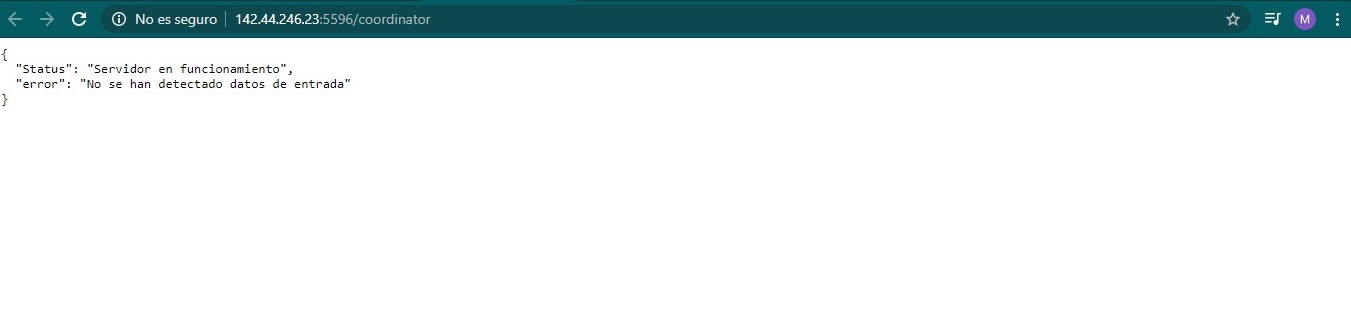 No es seguro 142.44.246.23:5596/coordinator M
{
"Status": "Servidor en funcionamiento",
"error": "No se han detectado datos de entrada"
}